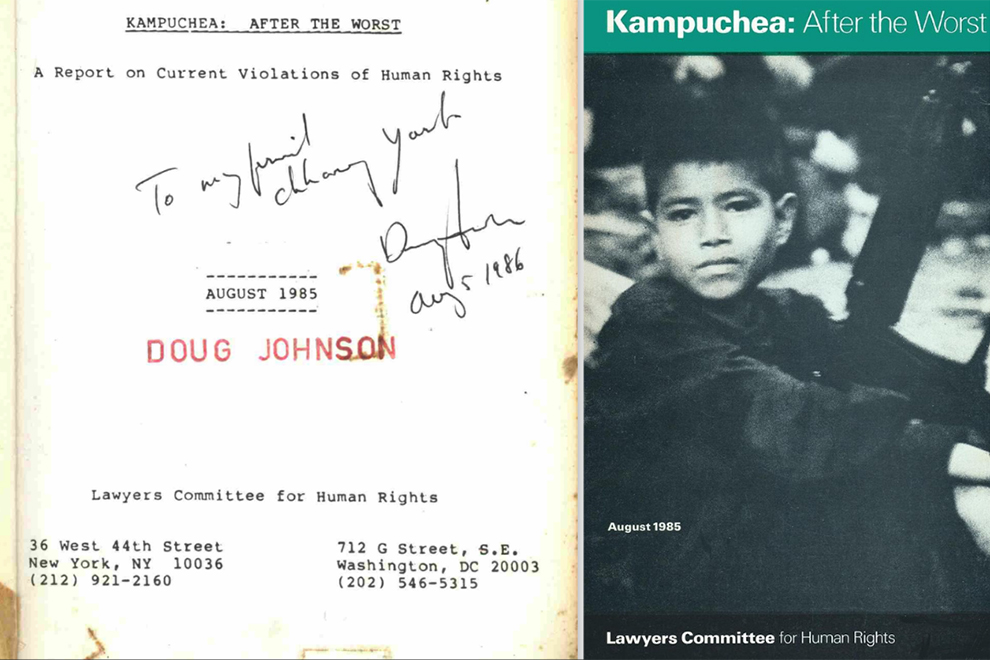 KAMPUCHEA: AFTER THE WORST
A Report on Current Violations of Human Rights
To my friend
Chhang Youk
Aug 5 1986
AUGUST 1985
DOUG JOHNSON
Lawyers Committee for Human Rights
36 West 44th Street
New York, NY 10036
(212) 921-2160
712 G Street, S.E.
Washington, DC 20003
(202) 546-5315
Kampuchea: After the Worst
August 1985
Lawyers Committee for Human Rights